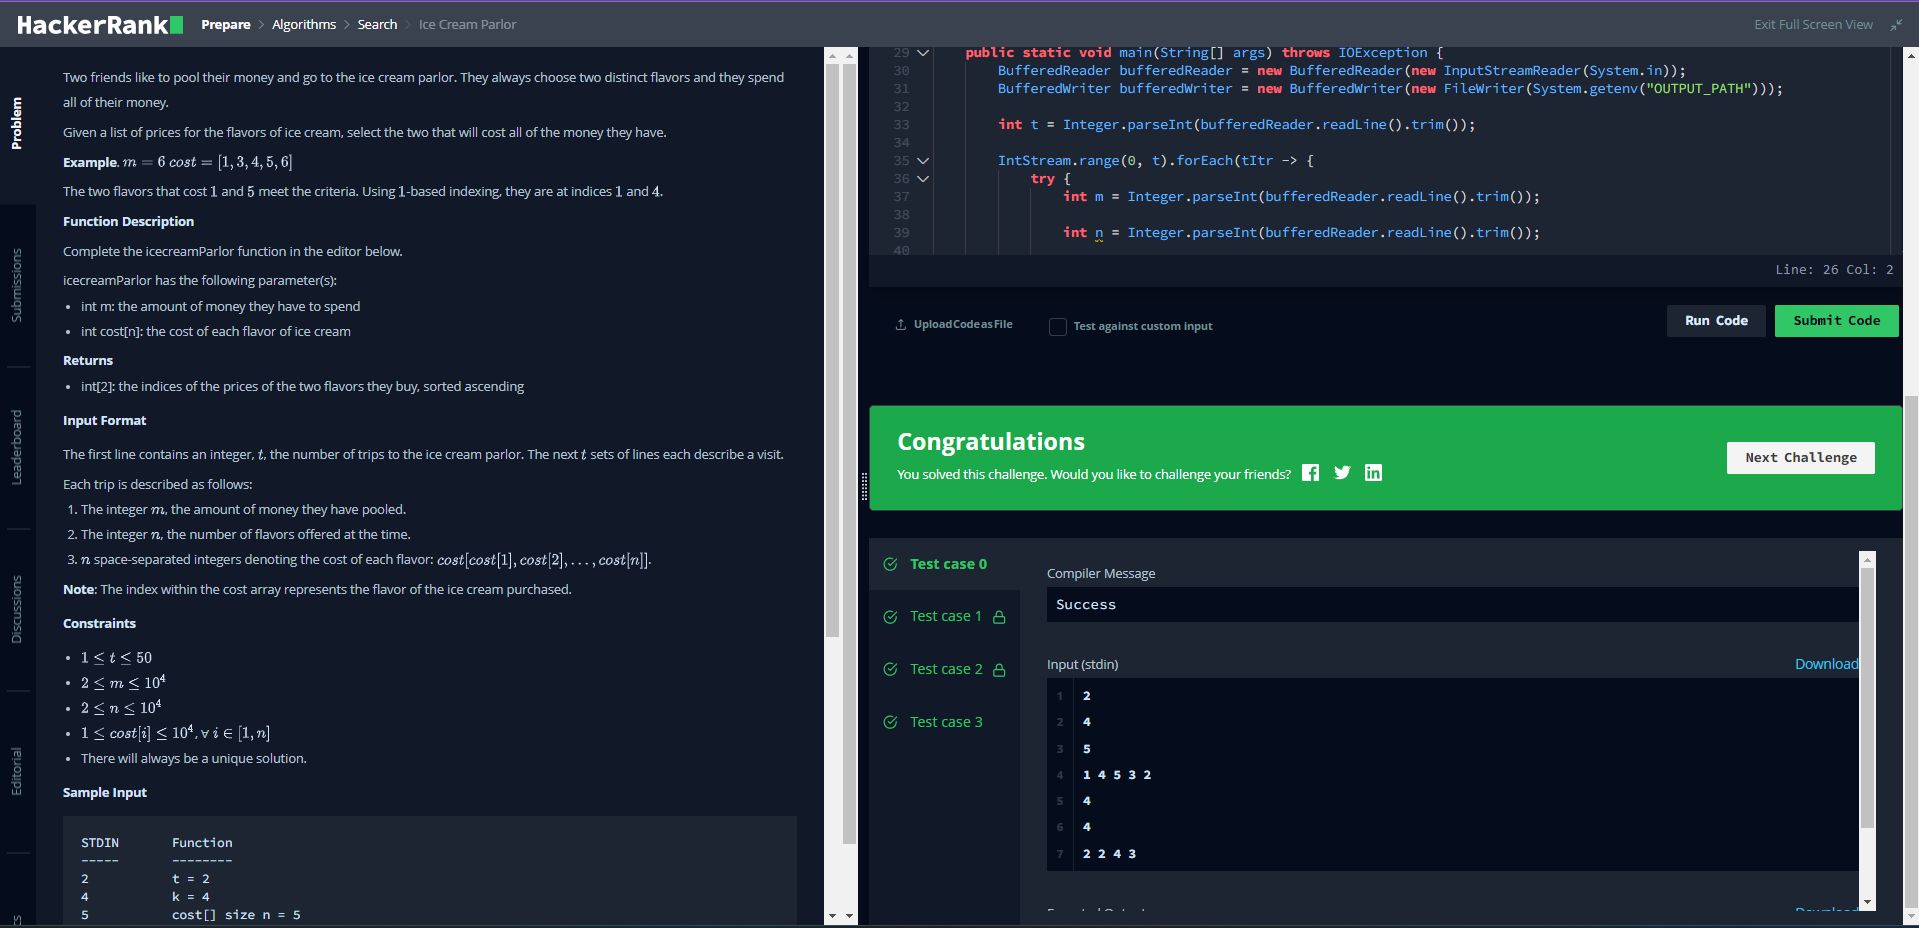 HackerRank
Prepare > Algorithms > Search > Ice Cream Parlor
Exit Full Screen View
Problem
Submissions
Leaderboard
Discussions
Editorial
Two friends like to pool their money and go to the ice cream parlor. They always choose two distinct flavors and they spend
all of their money.
Given a list of prices for the flavors of ice cream, select the two that will cost all of the money they have.
Example. m = 6 cost = [1, 3, 4, 5, 6]
The two flavors that cost 1 and 5 meet the criteria. Using 1-based indexing, they are at indices 1 and 4.
Function Description
Complete the icecreamParlor function in the editor below.
icecreamParlor has the following parameter(s):
• int m: the amount of money they have to spend
• int cost[n]: the cost of each flavor of ice cream
Returns
• int[2]: the indices of the prices of the two flavors they buy, sorted ascending
Input Format
The first line contains an integer, t, the number of trips to the ice cream parlor. The next t sets of lines each describe a visit.
Each trip is described as follows:
1. The integer m, the amount of money they have pooled.
2. The integer n, the number of flavors offered at the time.
3. n space-separated integers denoting the cost of each flavor: cost[cost[1], cost[2], . . . , cost[n]].
Note: The index within the cost array represents the flavor of the ice cream purchased.
Constraints
• 1 ≤ t ≤ 50
• 2 ≤ m ≤ 10⁴
• 2 ≤ n ≤ 10⁴
• 1 ≤ cost[i] ≤ 10⁴, ∀ i ∈ [1, n]
• There will always be a unique solution.
Sample Input
STDIN Function
----- --------
2 t = 2
4 k = 4
5 cost[] size n = 5
29 public static void main(String[] args) throws IOException {
30 BufferedReader bufferedReader = new BufferedReader(new InputStreamReader(System.in));
31 BufferedWriter bufferedWriter = new BufferedWriter(new FileWriter(System.getenv("OUTPUT_PATH")));
32
33 int t = Integer.parseInt(bufferedReader.readLine().trim());
34
35 IntStream.range(0, t).forEach(tItr -> {
36 try {
37 int m = Integer.parseInt(bufferedReader.readLine().trim());
38
39 int n = Integer.parseInt(bufferedReader.readLine().trim());
40
Line: 26 Col: 2
Upload Code as File
Test against custom input
Run Code
Submit Code
Congratulations
You solved this challenge. Would you like to challenge your friends?
Next Challenge
Test case 0
Test case 1
Test case 2
Test case 3
Compiler Message
Success
Input (stdin)
Download
1 2
2 4
3 5
4 1 4 5 3 2
5 4
6 4
7 2 2 4 3